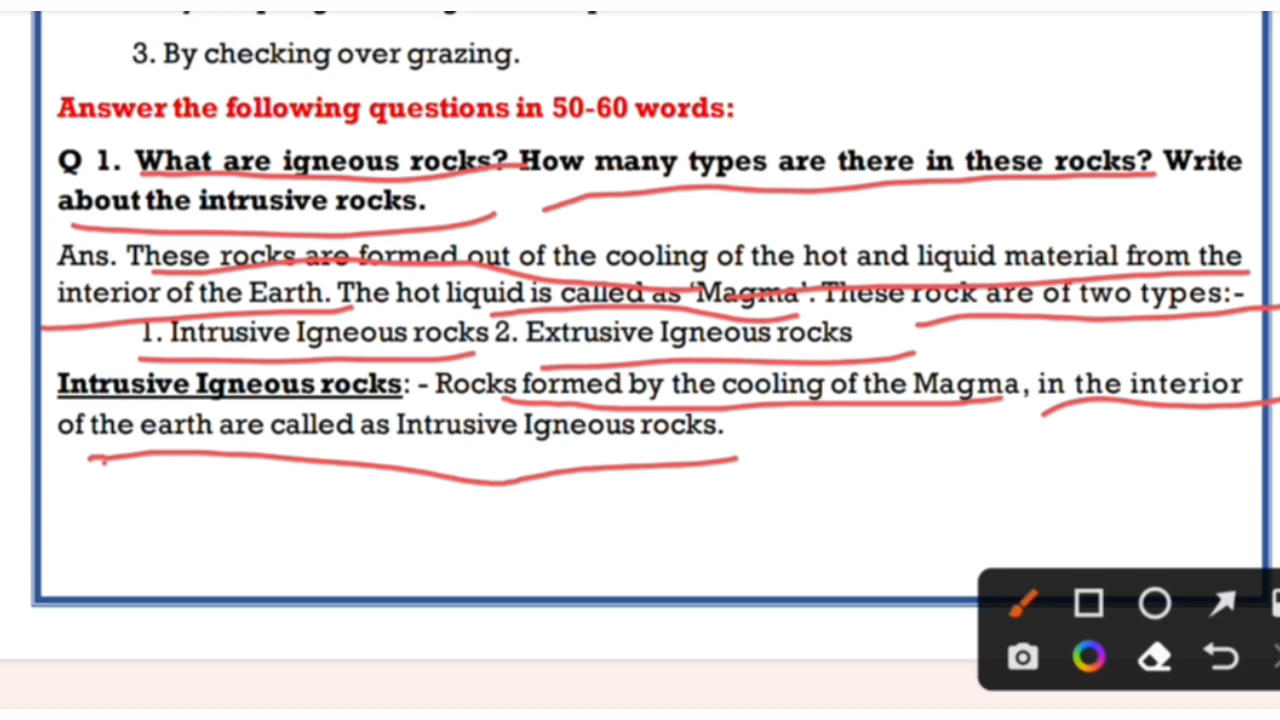 3. By checking over grazing.
Answer the following questions in 50-60 words:
Q 1. What are igneous rocks? How many types are there in these rocks? Write
about the intrusive rocks.
Ans. These rocks are formed out of the cooling of the hot and liquid material from the
interior of the Earth. The hot liquid is called as ‘Magma’. These rock are of two types:-
1. Intrusive Igneous rocks 2. Extrusive Igneous rocks
Intrusive Igneous rocks: - Rocks formed by the cooling of the Magma, in the interior
of the earth are called as Intrusive Igneous rocks.